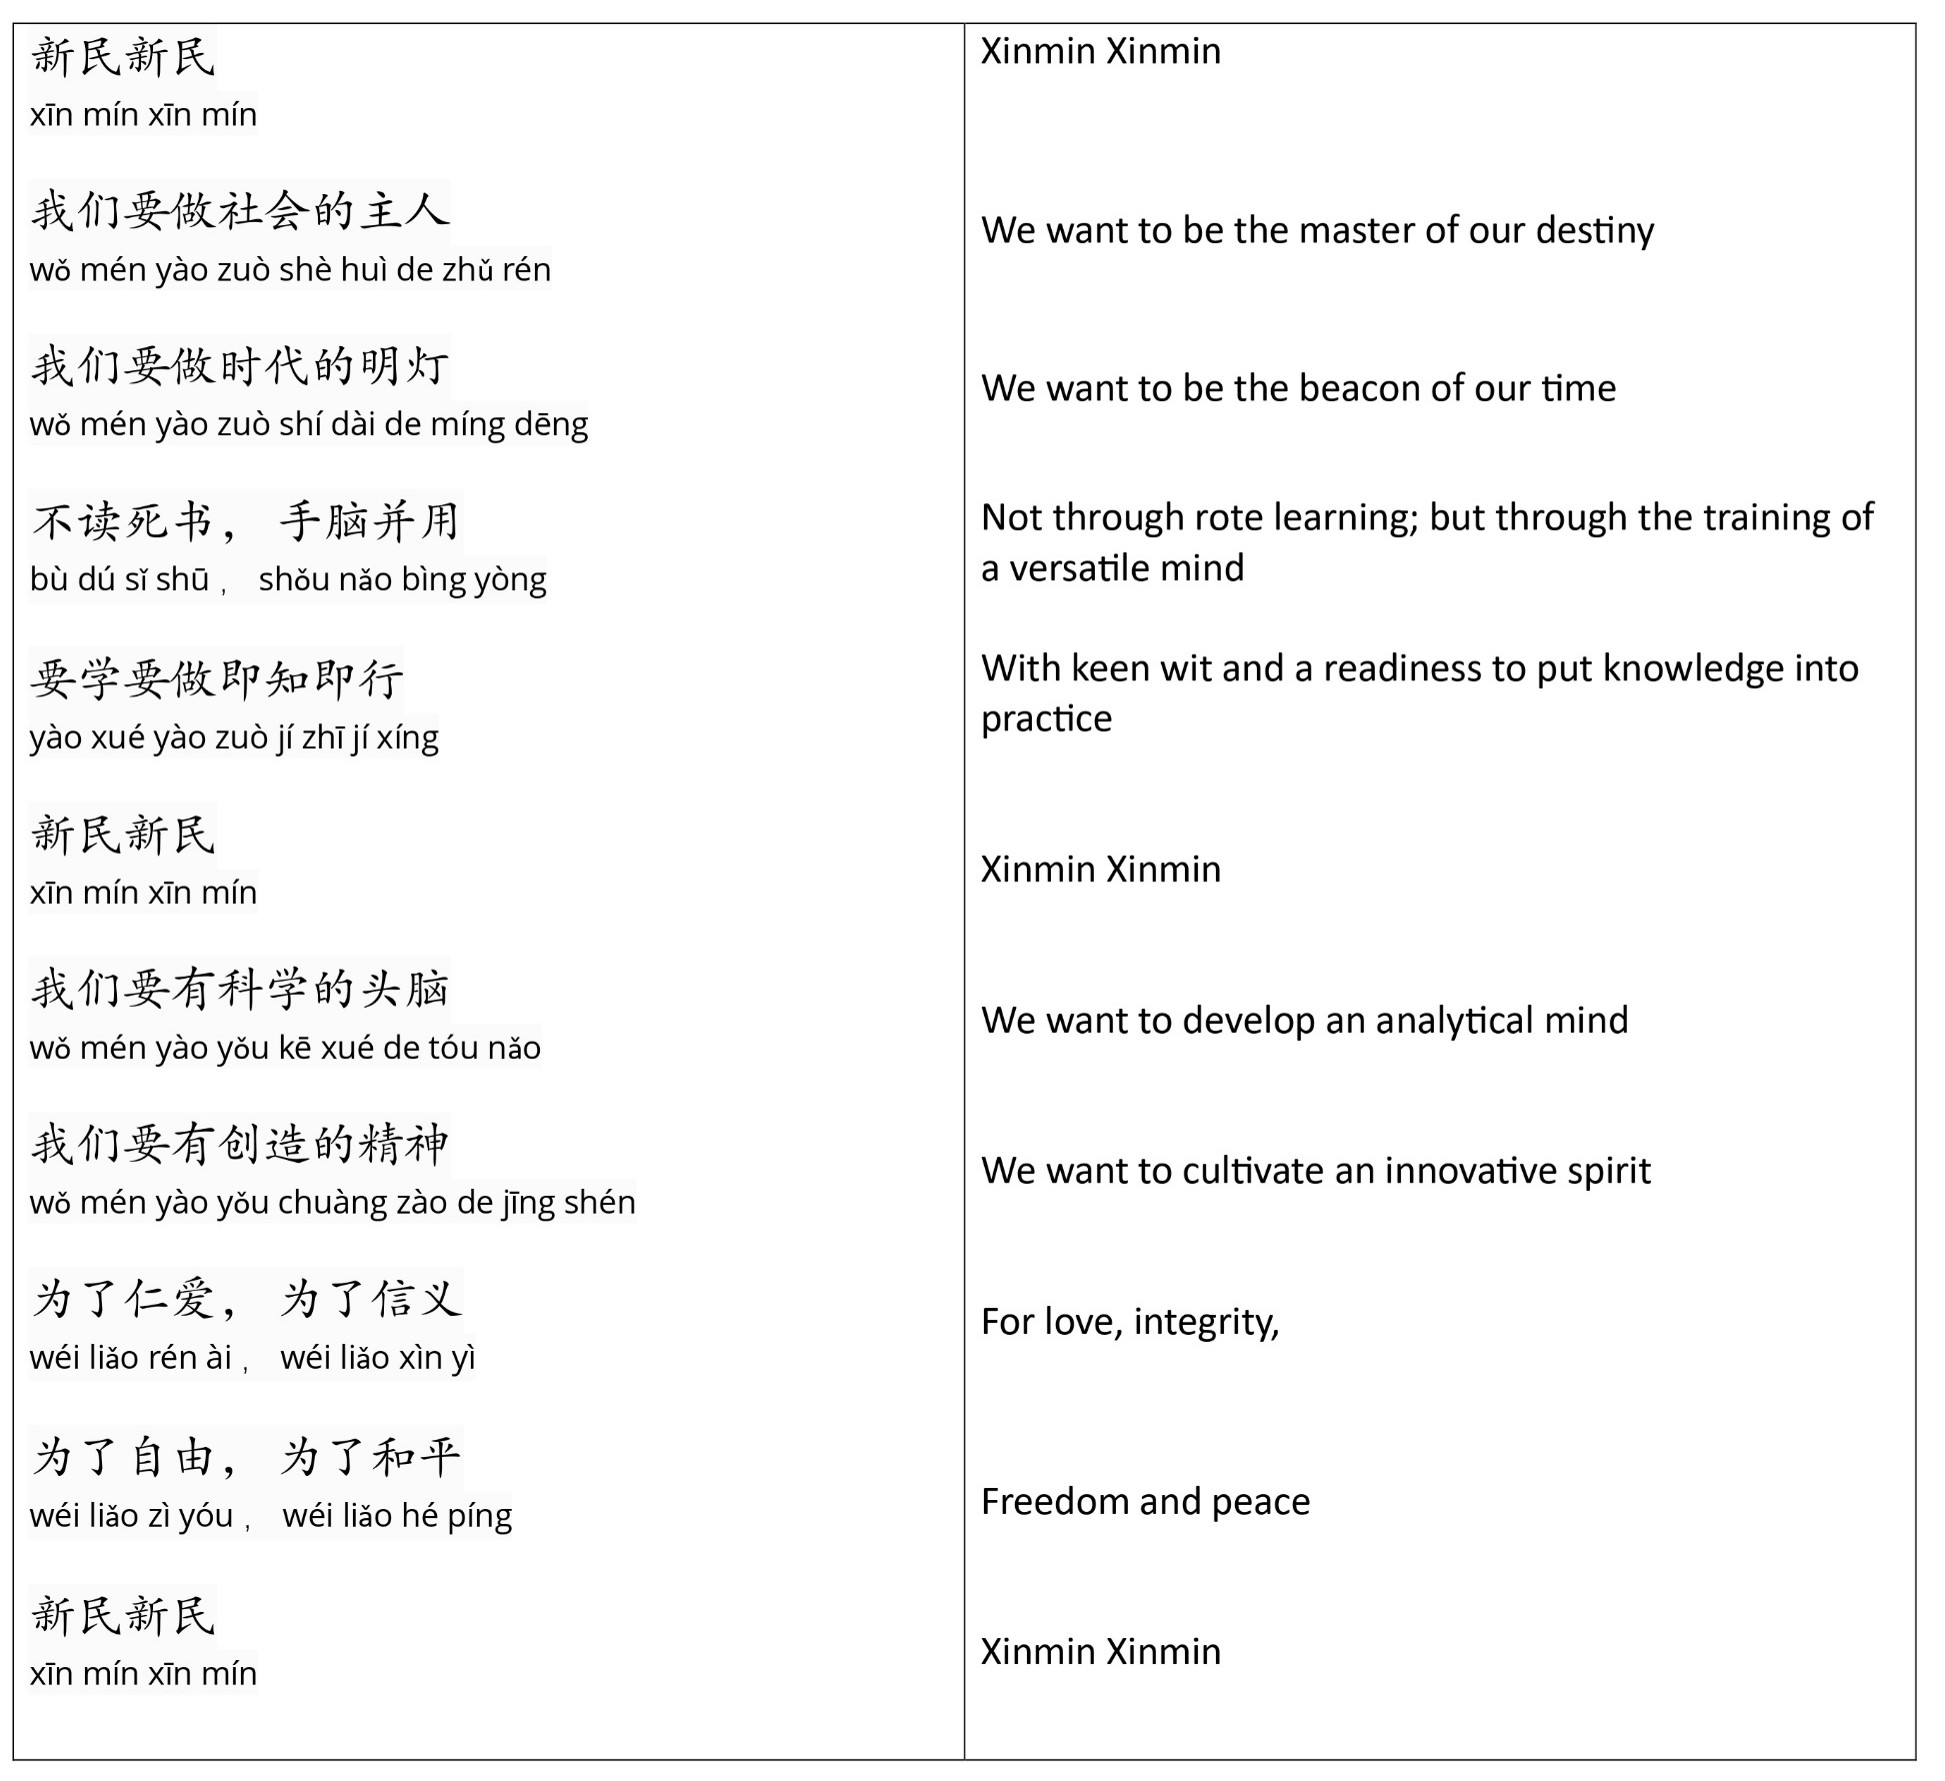 新民新民
xīn mín xīn mín
我们要做社会的主人
wǒ mén yào zuò shè huì de zhǔ rén
我们要做时代的明灯
wǒ mén yào zuò shí dài de míng dēng
不读死书， 手脑并用
bù dú sǐ shū ， shǒu nǎo bìng yòng
要学要做即知即行
yào xué yào zuò jí zhī jí xíng
新民新民
xīn mín xīn mín
我们要有科学的头脑
wǒ mén yào yǒu kē xué de tóu nǎo
我们要有创造的精神
wǒ mén yào yǒu chuàng zào de jīng shén
为了仁爱， 为了信义
wéi liǎo rén ài ， wéi liǎo xìn yì
为了自由， 为了和平
wéi liǎo zì yóu ， wéi liǎo hé píng
新民新民
xīn mín xīn mín
Xinmin Xinmin
We want to be the master of our destiny
We want to be the beacon of our time
Not through rote learning; but through the training of
a versatile mind
With keen wit and a readiness to put knowledge into
practice
Xinmin Xinmin
We want to develop an analytical mind
We want to cultivate an innovative spirit
For love, integrity,
Freedom and peace
Xinmin Xinmin